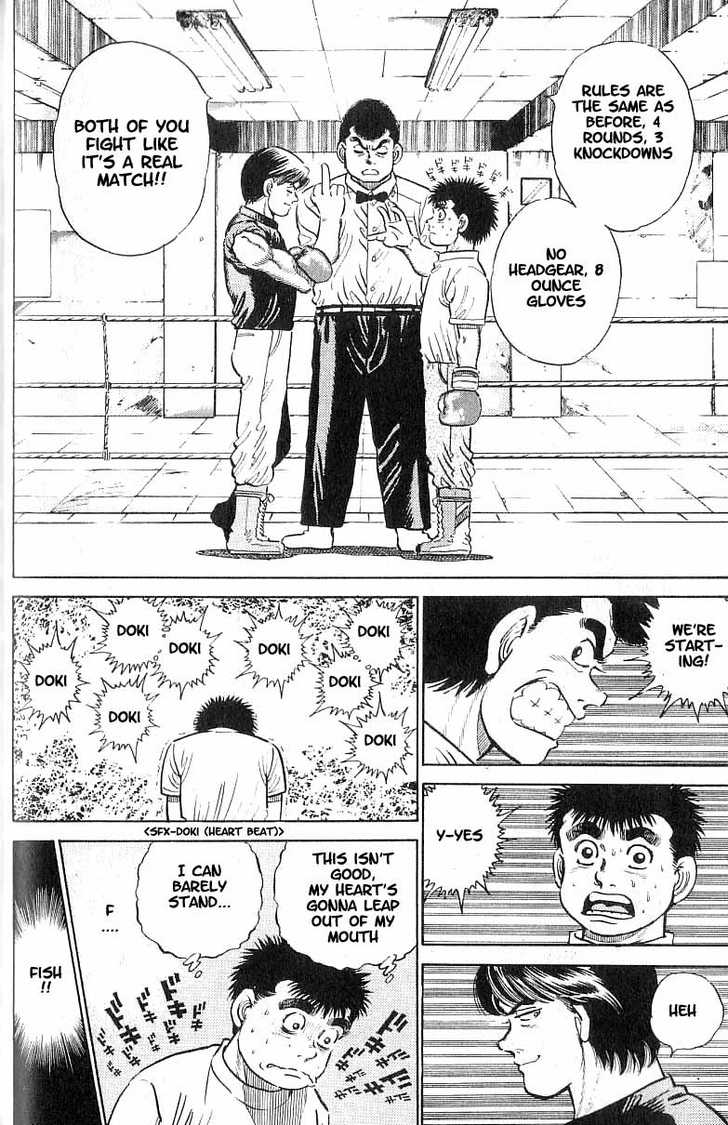 RULES ARE
THE SAME AS
BEFORE, 4
ROUNDS, 3
KNOCKDOWNS
NO
HEADGEAR, 8
OUNCE
GLOVES
BOTH OF YOU
FIGHT LIKE
IT'S A REAL
MATCH!!
WE'RE
START-
ING!
Y-YES
HEH
DOKI
DOKI
DOKI
DOKI
DOKI
DOKI
DOKI
DOKI
<SFX-DOKI (HEART BEAT)>
THIS ISN'T
GOOD,
MY HEART'S
GONNA LEAP
OUT OF MY
MOUTH
I CAN
BARELY
STAND...
F
....
FISH
!!